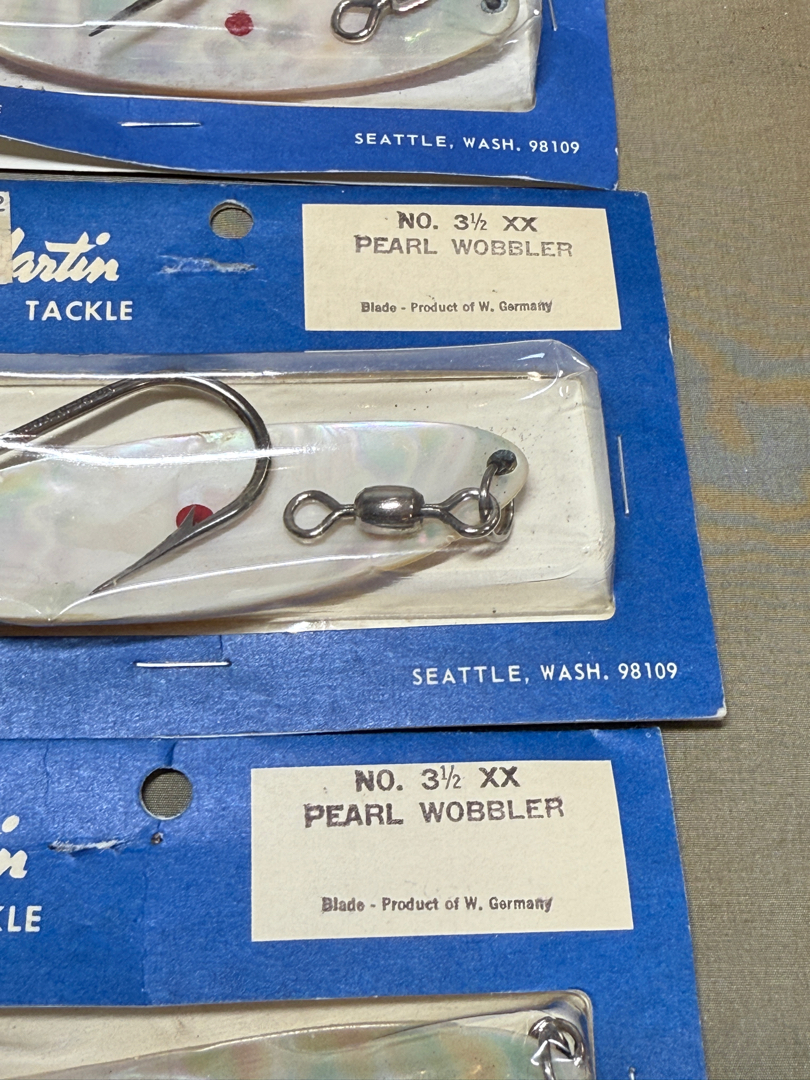 SEATTLE, WASH. 98109
NO. 3½ XX
PEARL WOBBLER
Blade - Product of W. Germany
TACKLE
SEATTLE, WASH. 98109
NO. 3½ XX
PEARL WOBBLER
Blade - Product of W. Germany